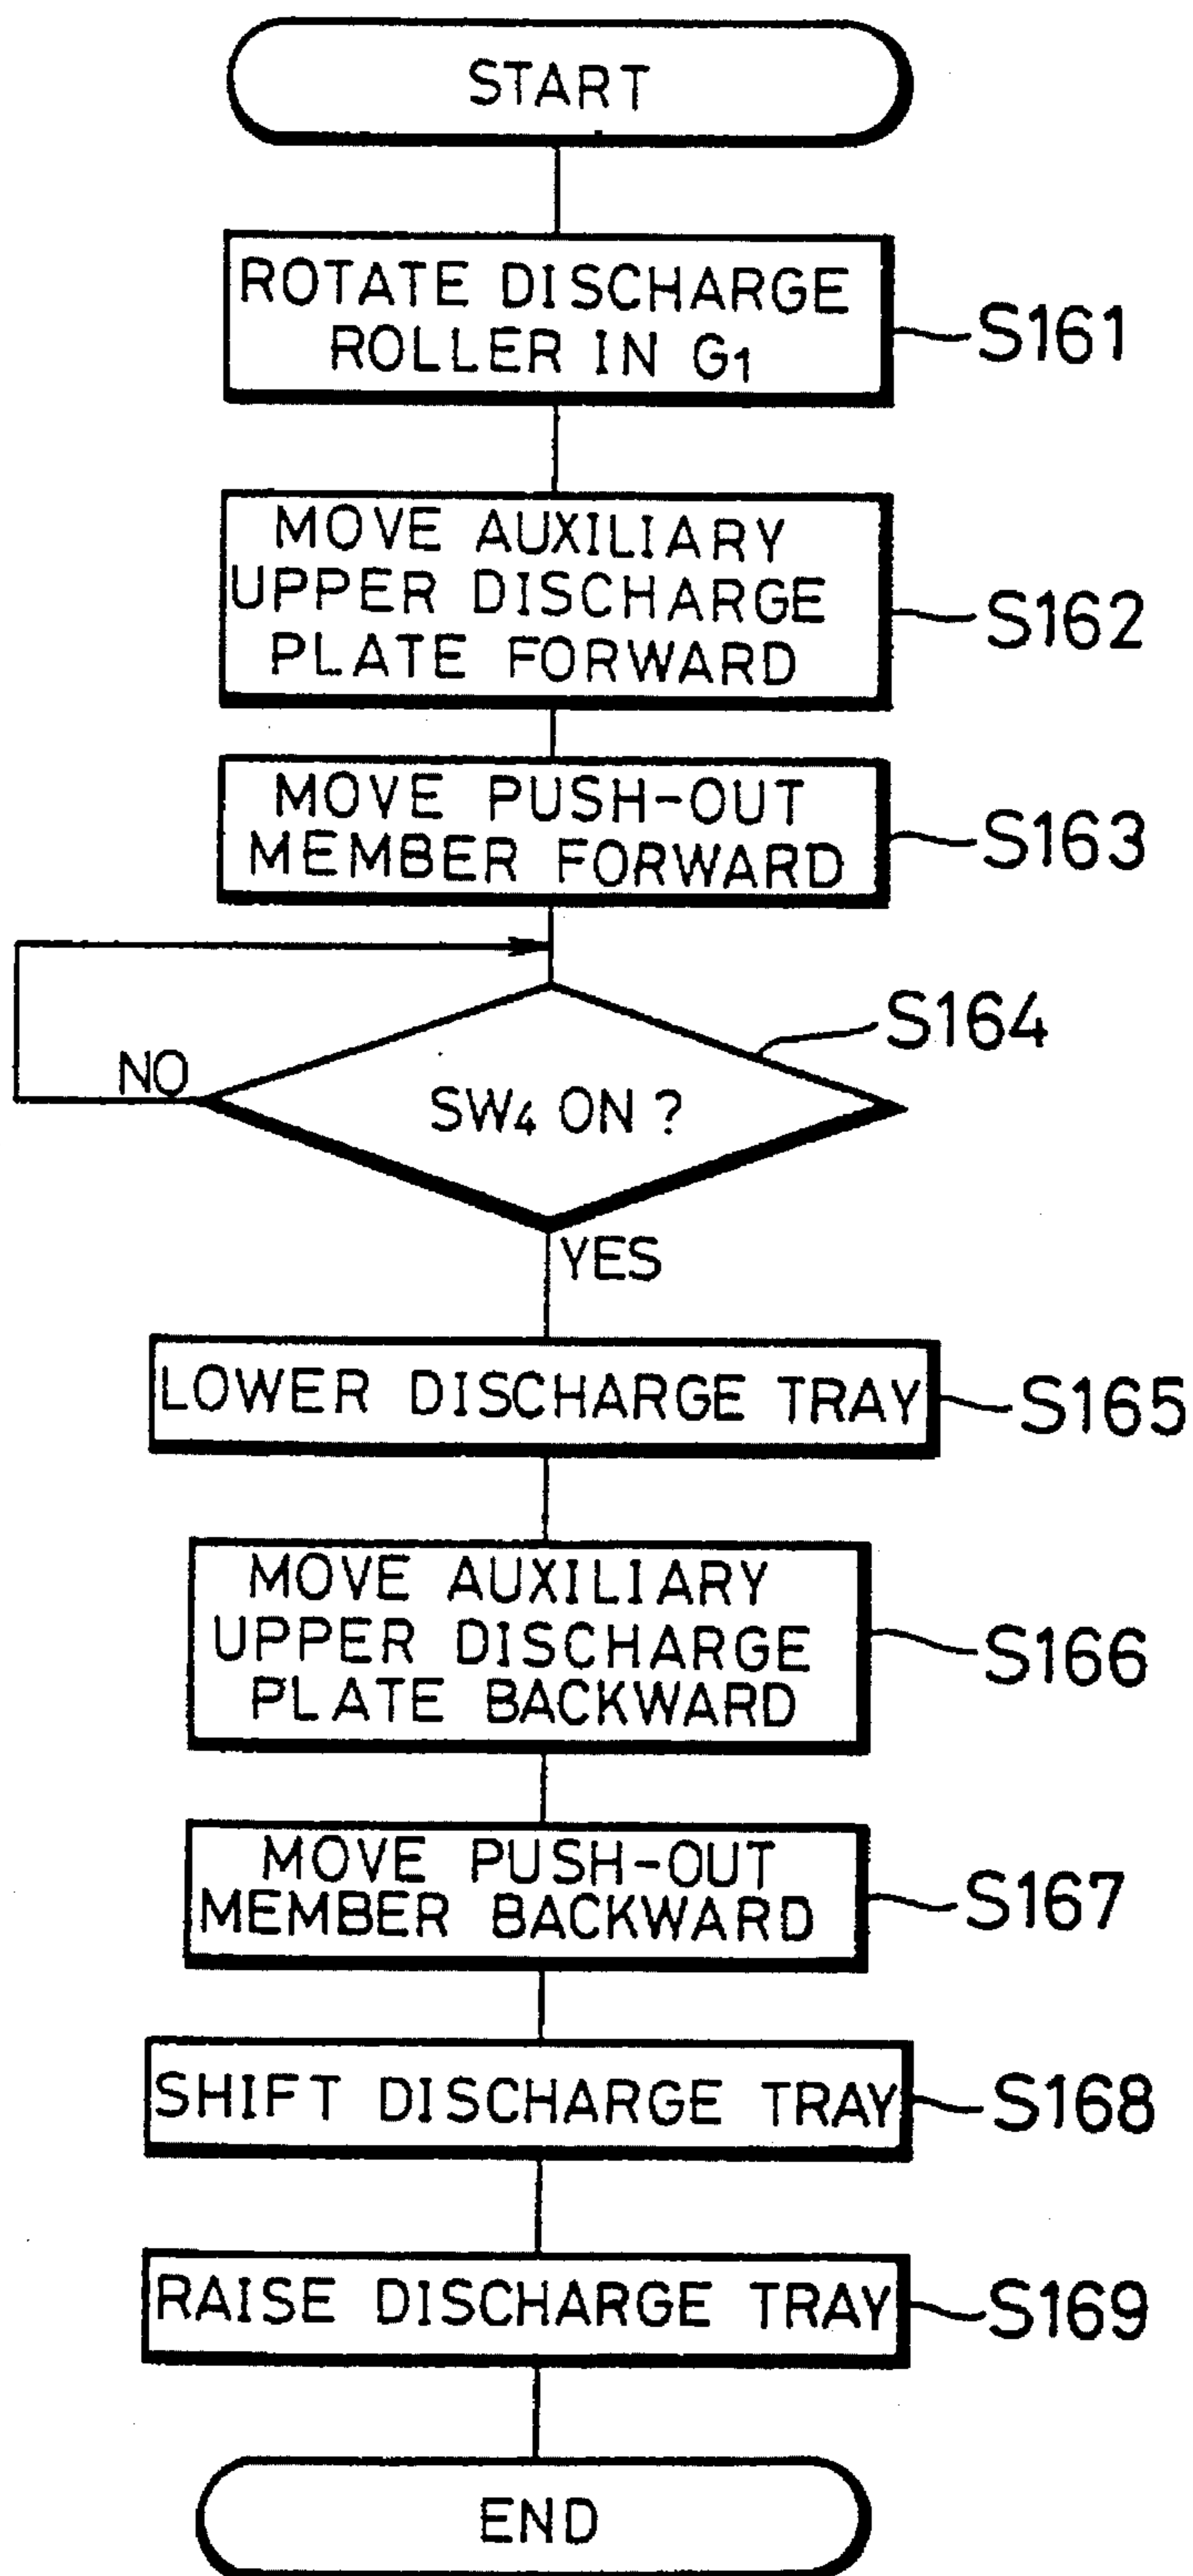 START
ROTATE DISCHARGE
ROLLER IN G1
S161
MOVE AUXILIARY
UPPER DISCHARGE
PLATE FORWARD
S162
MOVE PUSH-OUT
MEMBER FORWARD
S163
S164
NO
SW4 ON ?
YES
LOWER DISCHARGE TRAY
S165
MOVE AUXILIARY
UPPER DISCHARGE
PLATE BACKWARD
S166
MOVE PUSH-OUT
MEMBER BACKWARD
S167
SHIFT DISCHARGE TRAY
S168
RAISE DISCHARGE TRAY
S169
END